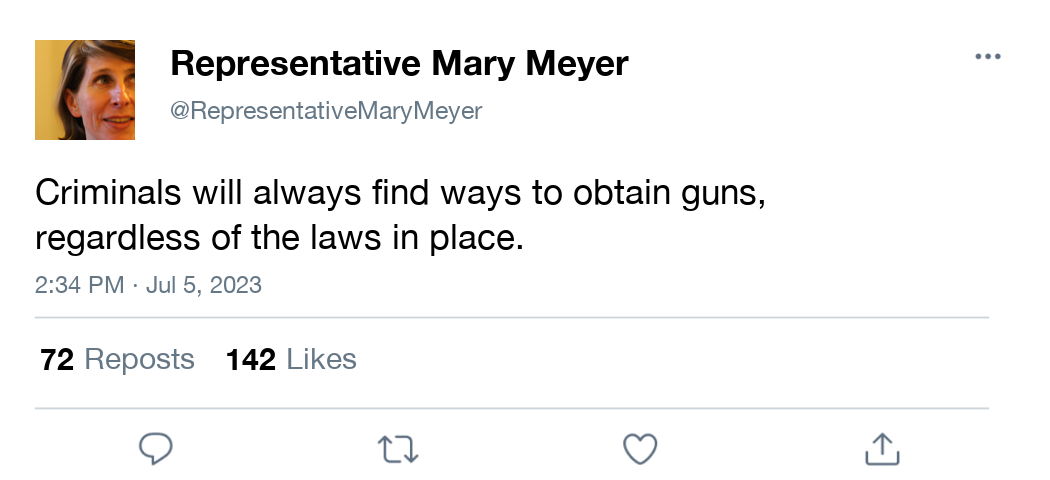 Representative Mary Meyer
@RepresentativeMaryMeyer
Criminals will always find ways to obtain guns,
regardless of the laws in place.
2:34 PM · Jul 5, 2023
72 Reposts 142 Likes